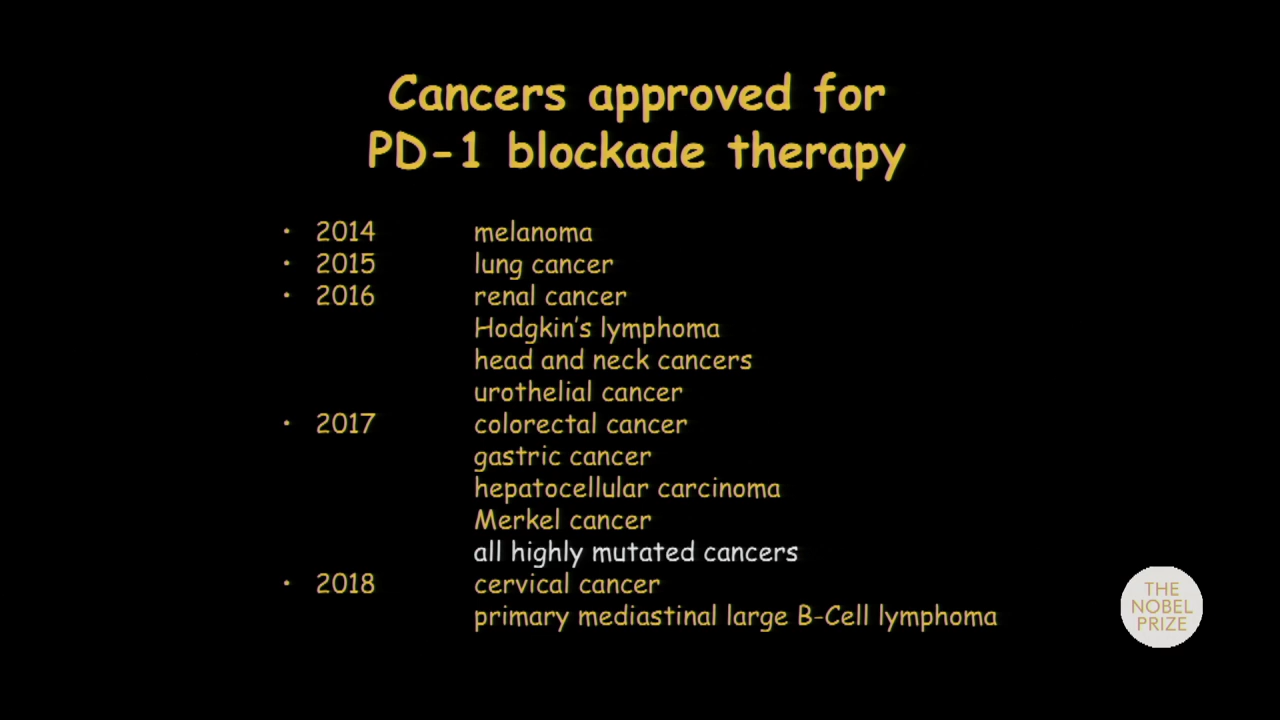 Cancers approved for
PD-1 blockade therapy
• 2014 melanoma
• 2015 lung cancer
• 2016 renal cancer
Hodgkin's lymphoma
head and neck cancers
urothelial cancer
• 2017 colorectal cancer
gastric cancer
hepatocellular carcinoma
Merkel cancer
all highly mutated cancers
• 2018 cervical cancer
primary mediastinal large B-Cell lymphoma
THE
NOBEL
PRIZE